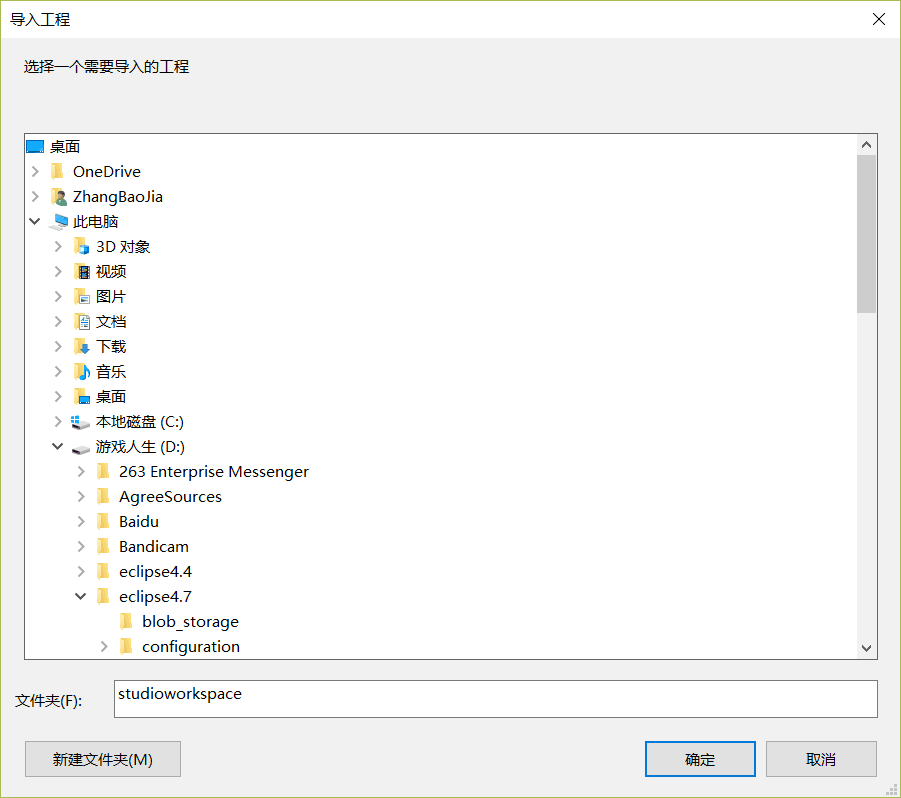 导入工程
选择一个需要导入的工程
桌面
OneDrive
ZhangBaoJia
此电脑
3D 对象
视频
图片
文档
下载
音乐
桌面
本地磁盘 (C:)
游戏人生 (D:)
263 Enterprise Messenger
AgreeSources
Baidu
Bandicam
eclipse4.4
eclipse4.7
blob_storage
configuration
文件夹(F): studioworkspace
新建文件夹(M) 确定 取消